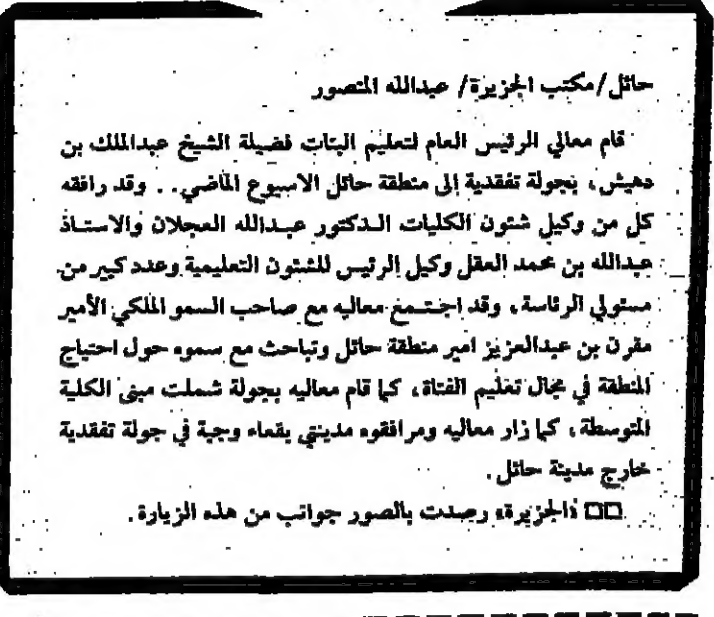 حائل/مكتب الجزيرة/ عبدالله المنصور
قام معالي الرئيس العام لتعليم البنات فضيلة الشيخ عبدالملك بن
دهيش، بجولة تفقدية إلى منطقة حائل الاسبوع الماضي.. وقد رافقه
كل من وكيل شئون الكليات الدكتور عبدالله العجلان والاستاذ
عبدالله بن محمد العقل وكيل الرئيس للشئون التعليمية وعدد كبير من
مسئولي الرئاسة، وقد اجتمع معاليه مع صاحب السمو الملكي الأمير
مقرن بن عبدالعزيز امير منطقة حائل وتباحث مع سموه حول احتياج
المنطقة في مجال تعليم الفتاة، كما قام معاليه بجولة شملت مبنى الكلية
المتوسطة، كما زار معاليه ومرافقوه مدينتي بقعاء وجبة في جولة تفقدية
خارج مدينة حائل.
□□ «الجزيرة» رصدت بالصور جوانب من هذه الزيارة.